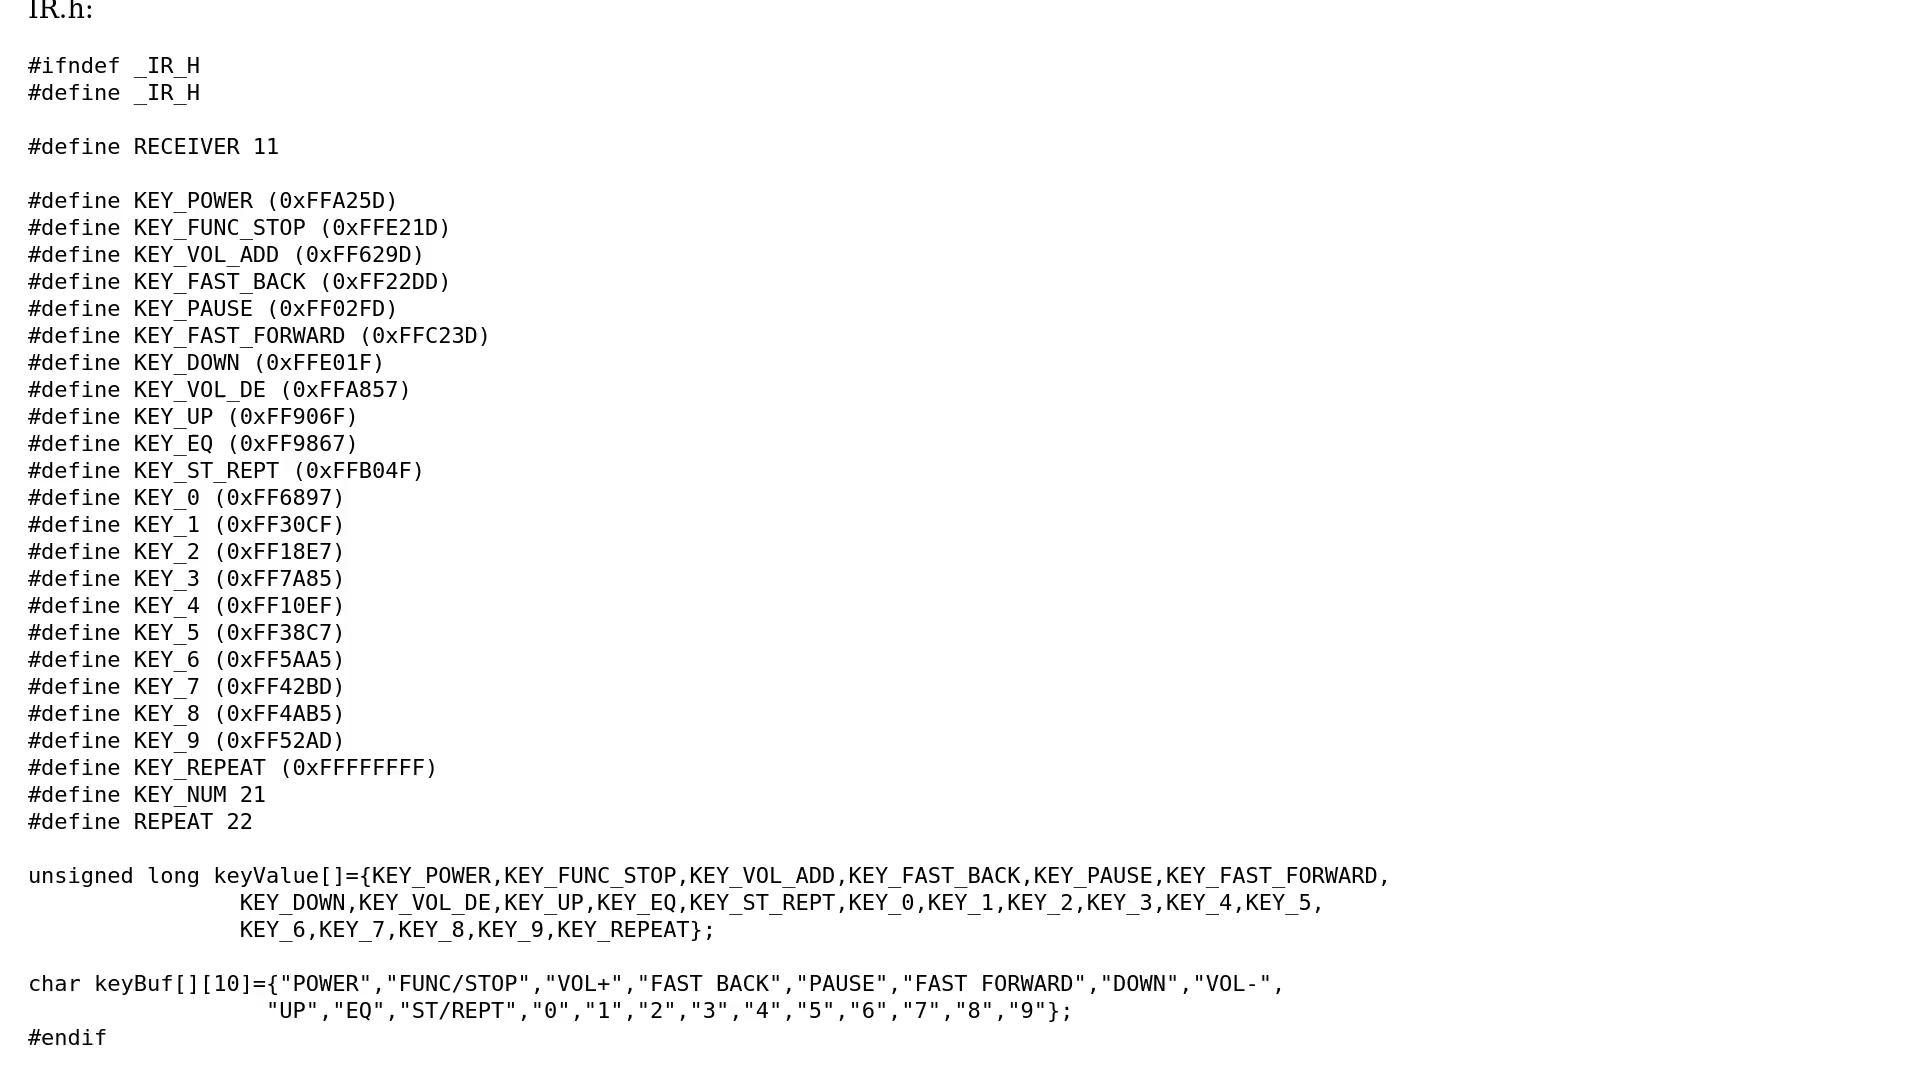 IR.h:
#ifndef _IR_H
#define _IR_H
#define RECEIVER 11
#define KEY_POWER (0xFFA25D)
#define KEY_FUNC_STOP (0xFFE21D)
#define KEY_VOL_ADD (0xFF629D)
#define KEY_FAST_BACK (0xFF22DD)
#define KEY_PAUSE (0xFF02FD)
#define KEY_FAST_FORWARD (0xFFC23D)
#define KEY_DOWN (0xFFE01F)
#define KEY_VOL_DE (0xFFA857)
#define KEY_UP (0xFF906F)
#define KEY_EQ (0xFF9867)
#define KEY_ST_REPT (0xFFB04F)
#define KEY_0 (0xFF6897)
#define KEY_1 (0xFF30CF)
#define KEY_2 (0xFF18E7)
#define KEY_3 (0xFF7A85)
#define KEY_4 (0xFF10EF)
#define KEY_5 (0xFF38C7)
#define KEY_6 (0xFF5AA5)
#define KEY_7 (0xFF42BD)
#define KEY_8 (0xFF4AB5)
#define KEY_9 (0xFF52AD)
#define KEY_REPEAT (0xFFFFFFFF)
#define KEY_NUM 21
#define REPEAT 22
unsigned long keyValue[]={KEY_POWER,KEY_FUNC_STOP,KEY_VOL_ADD,KEY_FAST_BACK,KEY_PAUSE,KEY_FAST_FORWARD,
KEY_DOWN,KEY_VOL_DE,KEY_UP,KEY_EQ,KEY_ST_REPT,KEY_0,KEY_1,KEY_2,KEY_3,KEY_4,KEY_5,
KEY_6,KEY_7,KEY_8,KEY_9,KEY_REPEAT};
char keyBuf[][10]={"POWER","FUNC/STOP","VOL+","FAST BACK","PAUSE","FAST FORWARD","DOWN","VOL-",
"UP","EQ","ST/REPT","0","1","2","3","4","5","6","7","8","9"};
#endif